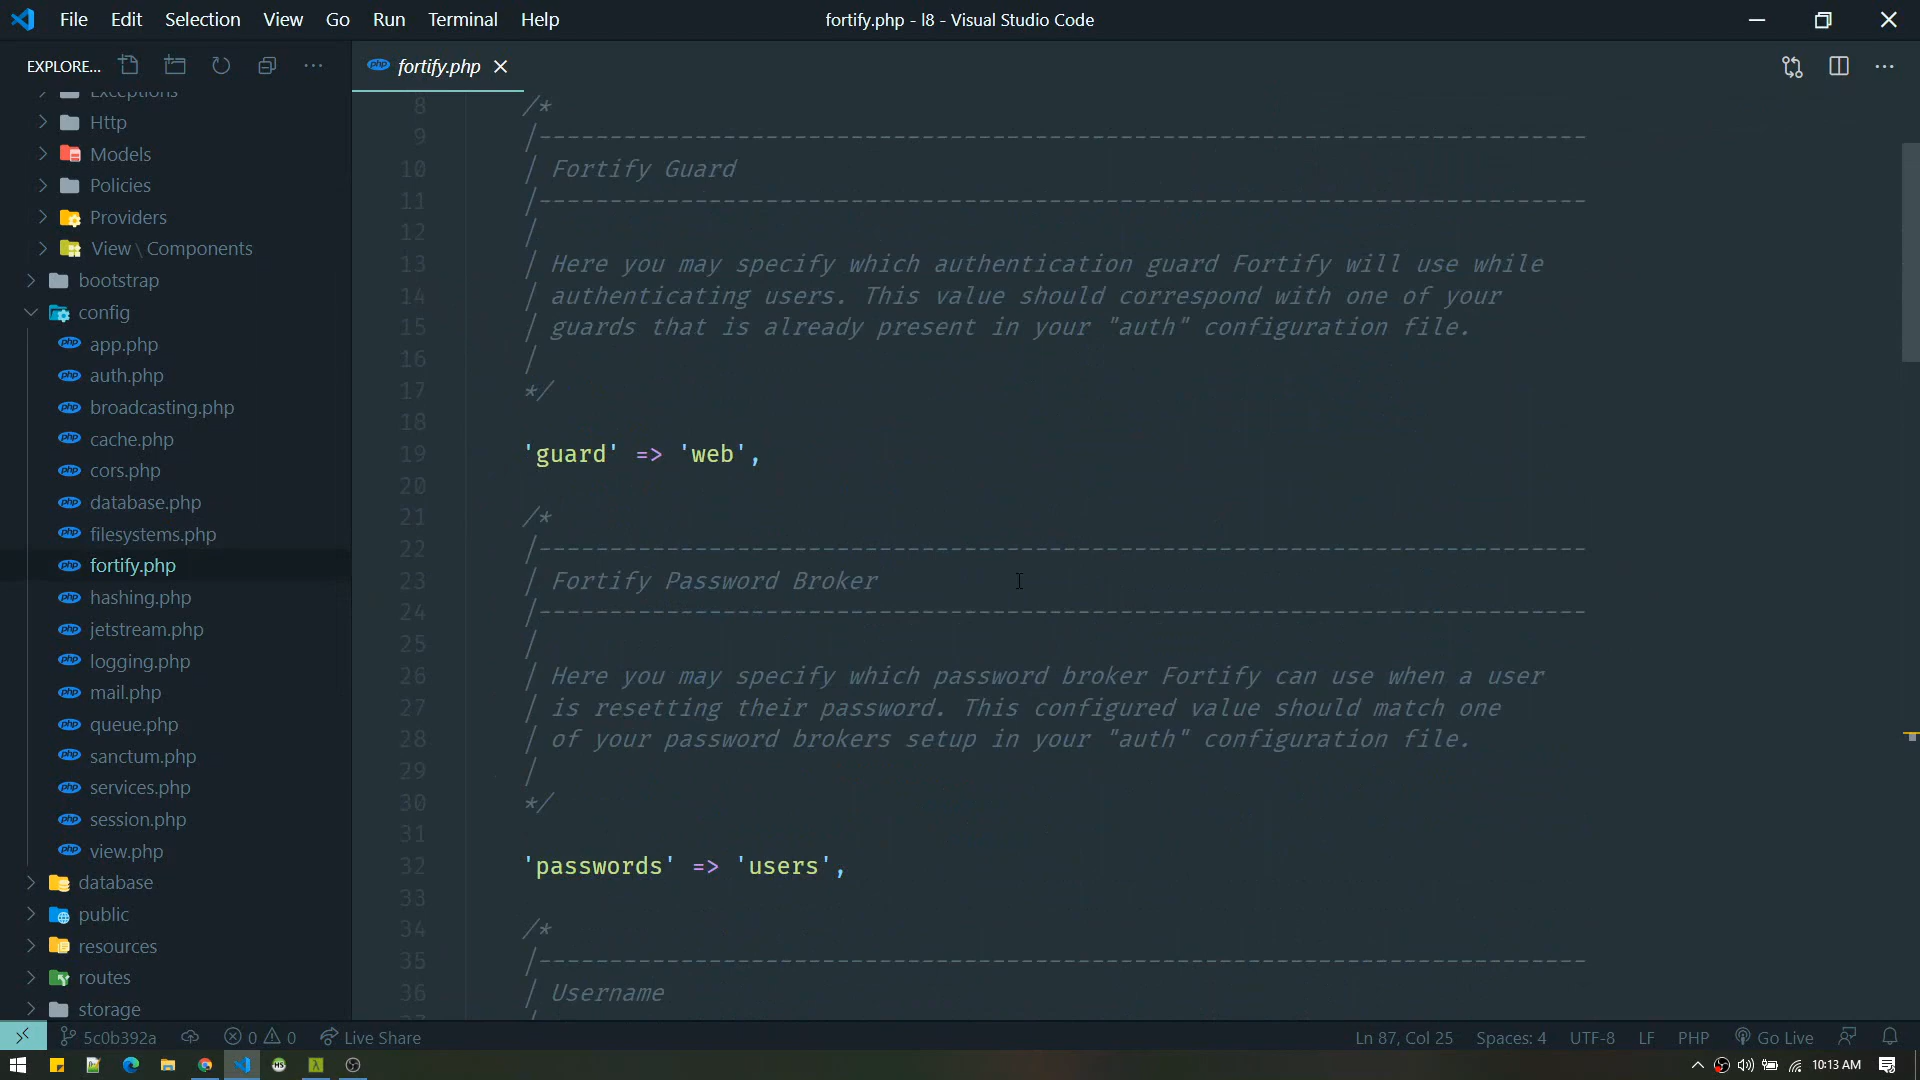 File Edit Selection View Go Run Terminal Help
fortify.php - l8 - Visual Studio Code
EXPLORE...
Exceptions
Http
Models
Policies
Providers
View \ Components
bootstrap
config
app.php
auth.php
broadcasting.php
cache.php
cors.php
database.php
filesystems.php
fortify.php
hashing.php
jetstream.php
logging.php
mail.php
queue.php
sanctum.php
services.php
session.php
view.php
database
public
resources
routes
storage
php fortify.php
8 /*
9 |--------------------------------------------------------------------------
10 | Fortify Guard
11 |--------------------------------------------------------------------------
12 |
13 | Here you may specify which authentication guard Fortify will use while
14 | authenticating users. This value should correspond with one of your
15 | guards that is already present in your "auth" configuration file.
16 |
17 */
18
19 'guard' => 'web',
20
21 /*
22 |--------------------------------------------------------------------------
23 | Fortify Password Broker
24 |--------------------------------------------------------------------------
25 |
26 | Here you may specify which password broker Fortify can use when a user
27 | is resetting their password. This configured value should match one
28 | of your password brokers setup in your "auth" configuration file.
29 |
30 */
31
32 'passwords' => 'users',
33
34 /*
35 |--------------------------------------------------------------------------
36 | Username
5c0b392a 0 0 Live Share
Ln 87, Col 25 Spaces: 4 UTF-8 LF PHP Go Live
10:13 AM